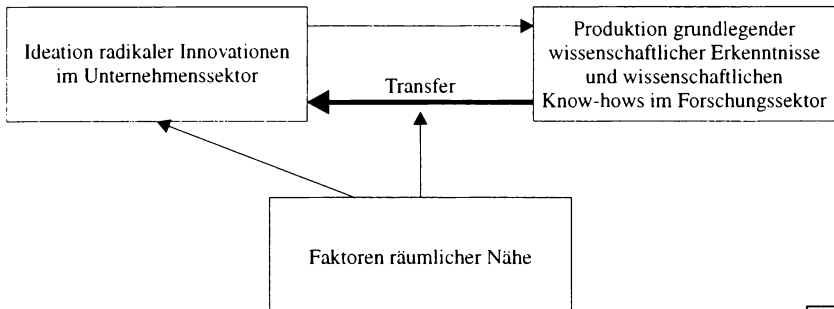 Ideation radikaler Innovationen
im Unternehmenssektor
Produktion grundlegender
wissenschaftlicher Erkenntnisse
und wissenschaftlichen
Know-hows im Forschungssektor
Transfer
Faktoren räumlicher Nähe